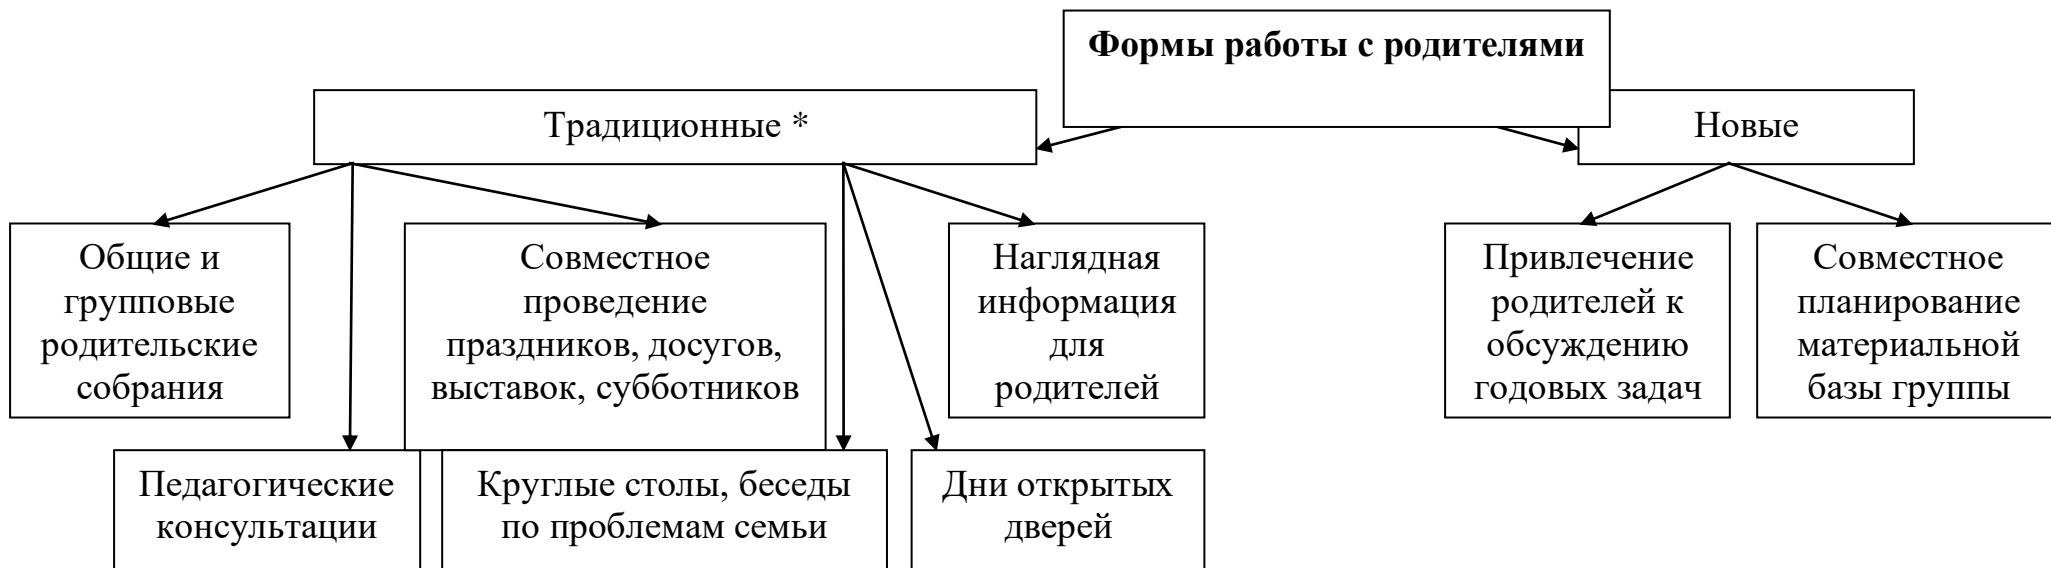 Формы работы с родителями
Традиционные *
Новые
Общие и
групповые
родительские
собрания
Совместное
проведение
праздников, досугов,
выставок, субботников
Наглядная
информация
для
родителей
Привлечение
родителей к
обсуждению
годовых задач
Совместное
планирование
материальной
базы группы
Педагогические
консультации
Круглые столы, беседы
по проблемам семьи
Дни открытых
дверей